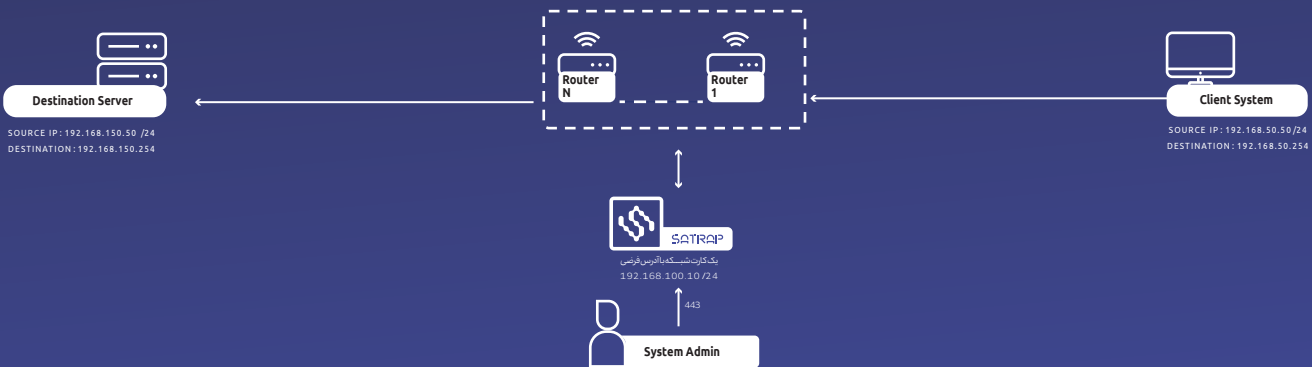 Router
N
Router
1
Destination Server
SOURCE IP: 192.168.150.50 /24
DESTINATION: 192.168.150.254
Client System
SOURCE IP: 192.168.50.50/24
DESTINATION: 192.168.50.254
SATRAP
یک کارت شبـــکه با آدرس فرضی
192.168.100.10/24
443
System Admin